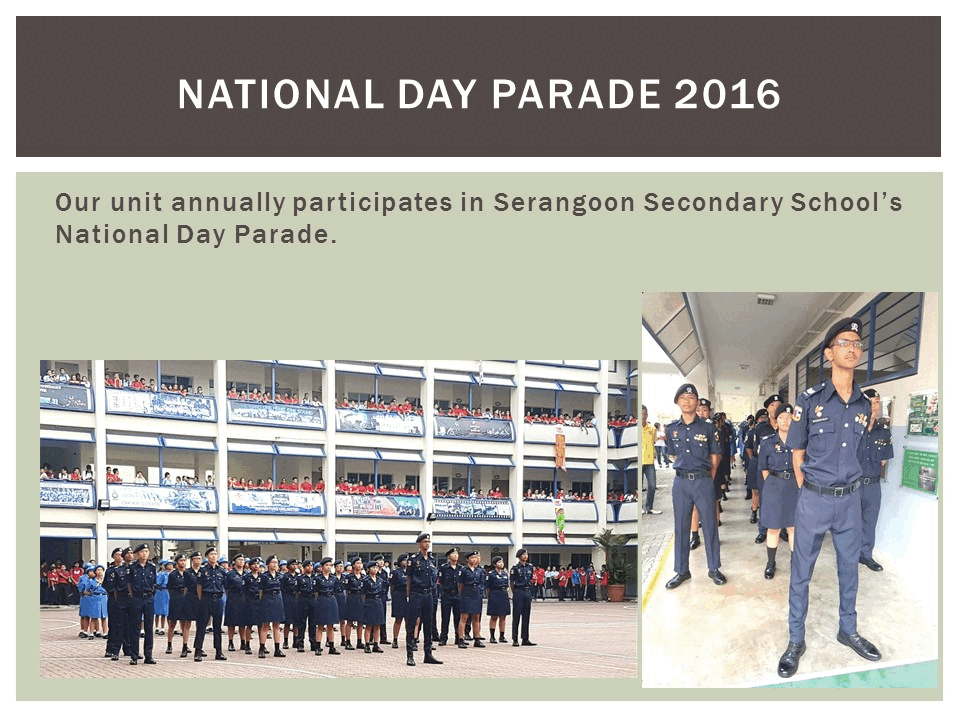 NATIONAL DAY PARADE 2016
Our unit annually participates in Serangoon Secondary School’s
National Day Parade.